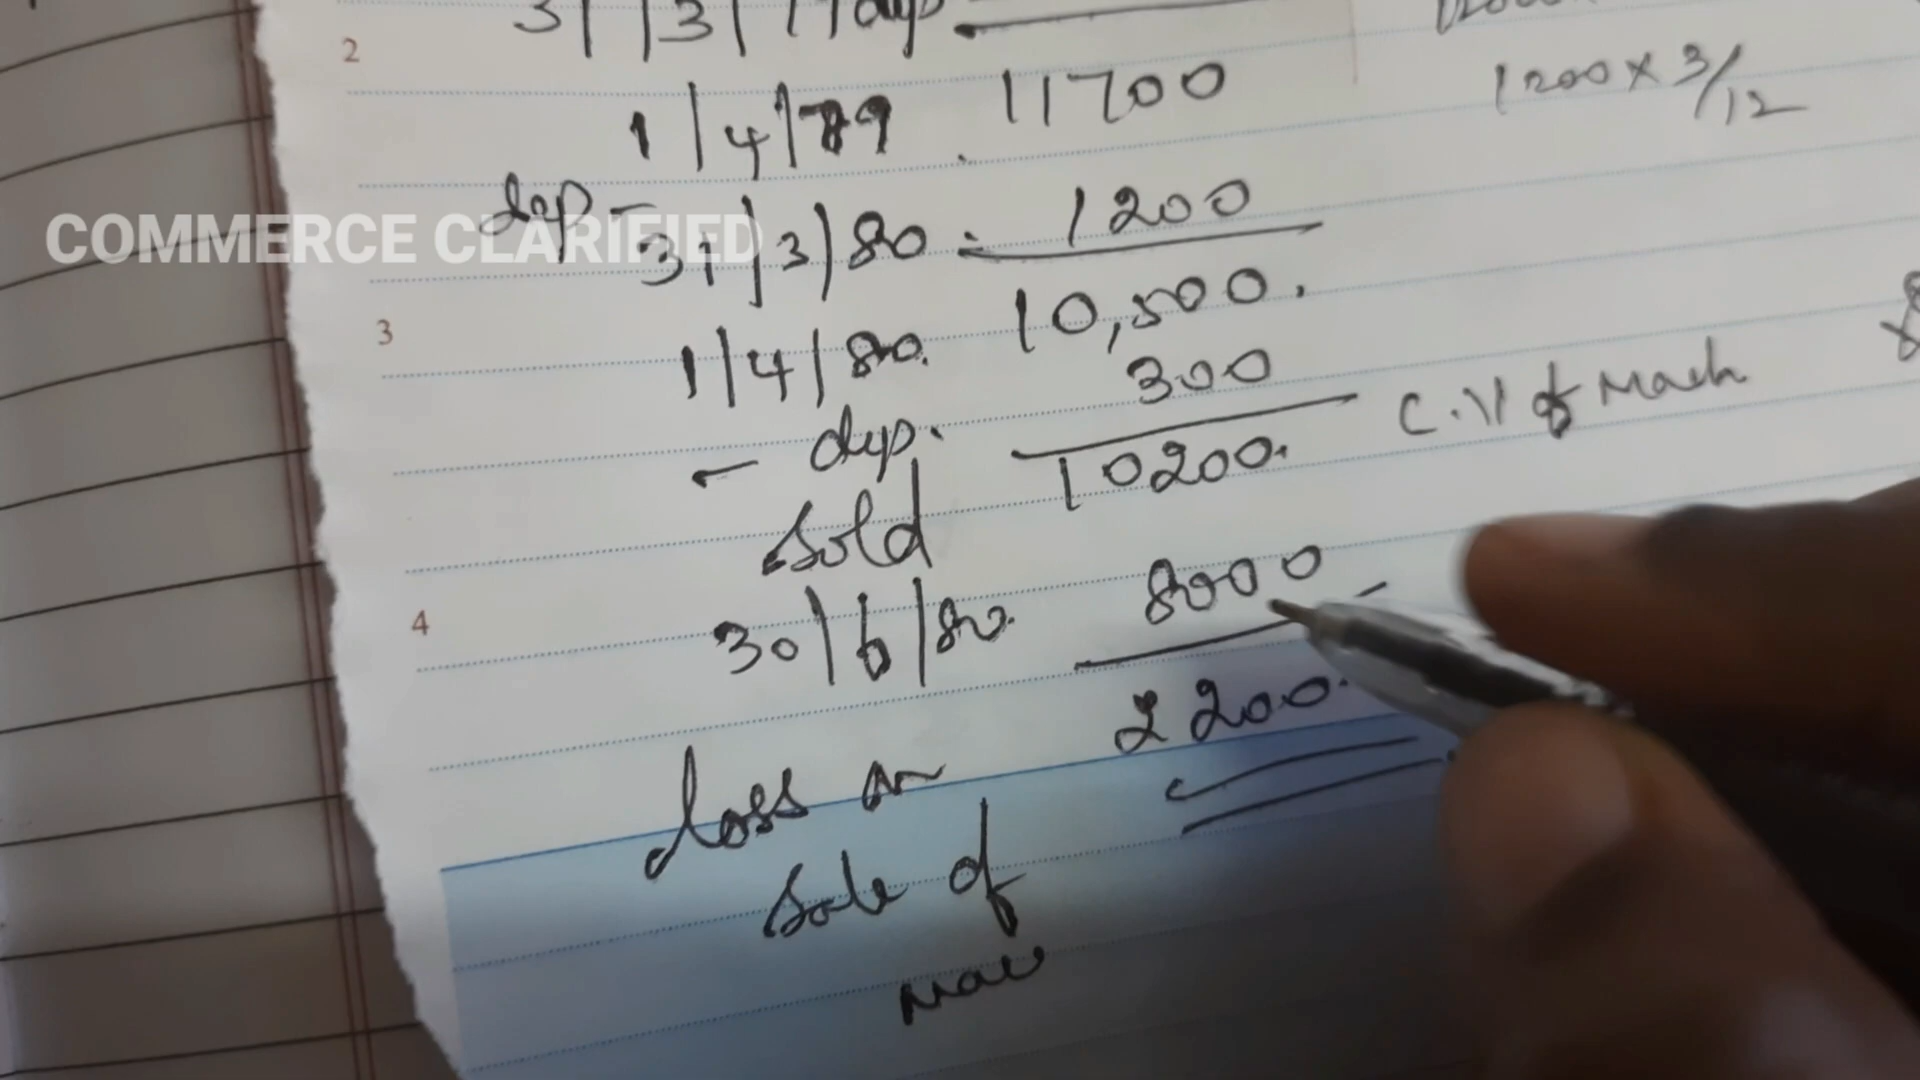 2
1200 × 3/12
1/4/79 11700
dep -
31/3/80 = 1200
COMMERCE CLARIFIED
3
1/4/80. 10,500.
300
- dep.
10200. C.V of Mach
sold
8000 -
4
30/6/80.
2200.
loss on
sale of
Mac